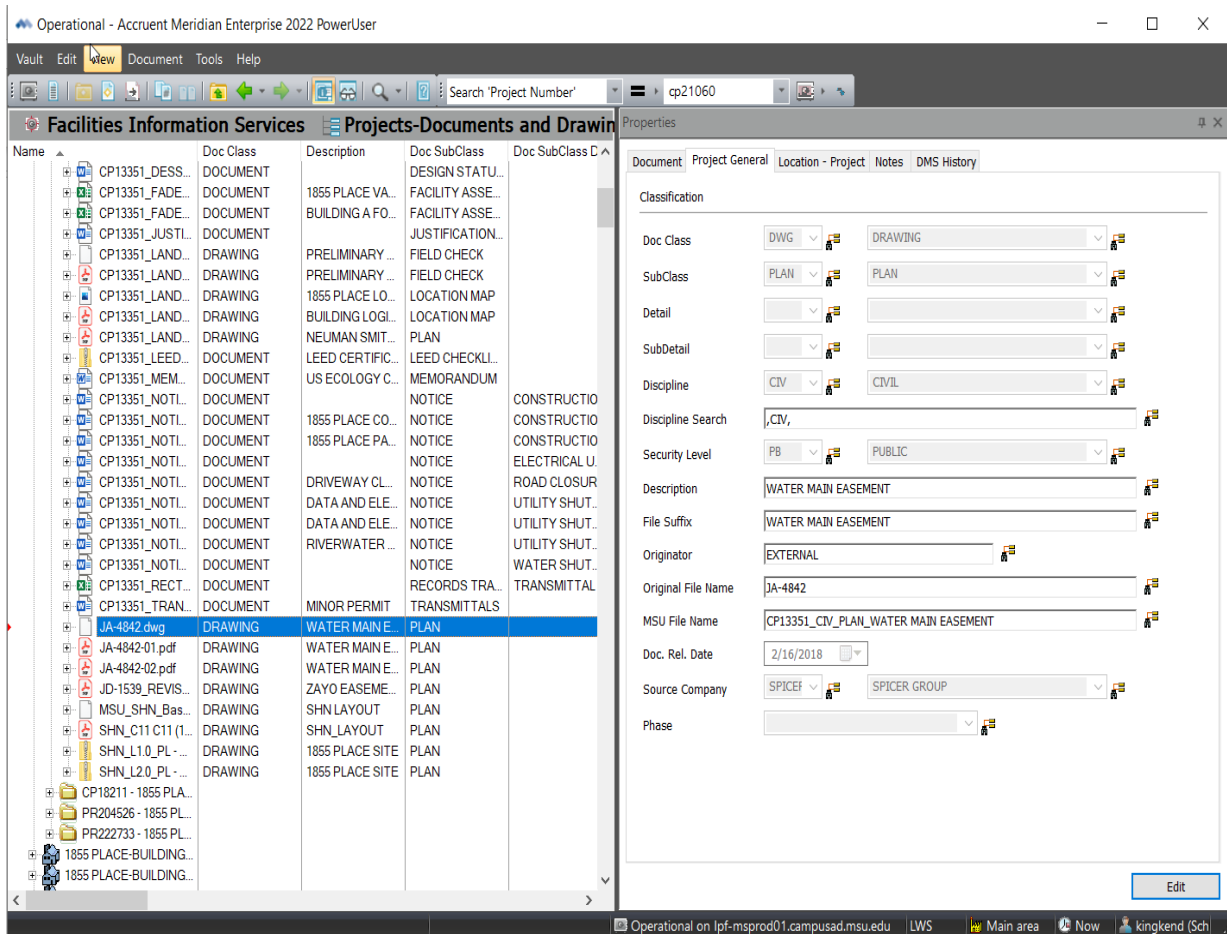 Operational - Accruent Meridian Enterprise 2022 PowerUser
Vault Edit View Document Tools Help
Search 'Project Number' cp21060
Facilities Information Services Projects-Documents and Drawin
Name Doc Class Description Doc SubClass Doc SubClass D
CP13351_DESS... DOCUMENT DESIGN STATU...
CP13351_FADE... DOCUMENT 1855 PLACE VA... FACILITY ASSE...
CP13351_FADE... DOCUMENT BUILDING A FO... FACILITY ASSE...
CP13351_JUSTI... DOCUMENT JUSTIFICATION...
CP13351_LAND... DRAWING PRELIMINARY ... FIELD CHECK
CP13351_LAND... DRAWING PRELIMINARY ... FIELD CHECK
CP13351_LAND... DRAWING 1855 PLACE LO... LOCATION MAP
CP13351_LAND... DRAWING BUILDING LOGI... LOCATION MAP
CP13351_LAND... DRAWING NEUMAN SMIT... PLAN
CP13351_LEED... DOCUMENT LEED CERTIFIC... LEED CHECKLI...
CP13351_MEM... DOCUMENT US ECOLOGY C... MEMORANDUM
CP13351_NOTI... DOCUMENT NOTICE CONSTRUCTIO
CP13351_NOTI... DOCUMENT 1855 PLACE CO... NOTICE CONSTRUCTIO
CP13351_NOTI... DOCUMENT 1855 PLACE PA... NOTICE CONSTRUCTIO
CP13351_NOTI... DOCUMENT NOTICE ELECTRICAL U.
CP13351_NOTI... DOCUMENT DRIVEWAY CL... NOTICE ROAD CLOSUR
CP13351_NOTI... DOCUMENT DATA AND ELE... NOTICE UTILITY SHUT..
CP13351_NOTI... DOCUMENT DATA AND ELE... NOTICE UTILITY SHUT..
CP13351_NOTI... DOCUMENT RIVERWATER ... NOTICE UTILITY SHUT..
CP13351_NOTI... DOCUMENT NOTICE WATER SHUT..
CP13351_RECT... DOCUMENT RECORDS TRA... TRANSMITTAL
CP13351_TRAN... DOCUMENT MINOR PERMIT TRANSMITTALS
JA-4842.dwg DRAWING WATER MAIN E... PLAN
JA-4842-01.pdf DRAWING WATER MAIN E... PLAN
JA-4842-02.pdf DRAWING WATER MAIN E... PLAN
JD-1539_REVIS... DRAWING ZAYO EASEME... PLAN
MSU_SHN_Bas... DRAWING SHN LAYOUT PLAN
SHN_C11 C11 (1... DRAWING SHN_LAYOUT PLAN
SHN_L1.0_PL - ... DRAWING 1855 PLACE SITE PLAN
SHN_L2.0_PL - ... DRAWING 1855 PLACE SITE PLAN
CP18211 - 1855 PLA...
PR204526 - 1855 PL...
PR222733 - 1855 PL...
1855 PLACE-BUILDING...
1855 PLACE-BUILDING...
Properties
Document Project General Location - Project Notes DMS History
Classification
Doc Class DWG DRAWING
SubClass PLAN PLAN
Detail
SubDetail
Discipline CIV CIVIL
Discipline Search ,CIV,
Security Level PB PUBLIC
Description WATER MAIN EASEMENT
File Suffix WATER MAIN EASEMENT
Originator EXTERNAL
Original File Name JA-4842
MSU File Name CP13351_CIV_PLAN_WATER MAIN EASEMENT
Doc. Rel. Date 2/16/2018
Source Company SPICEF SPICER GROUP
Phase
Edit
Operational on lpf-msprod01.campusad.msu.edu LWS Main area Now kingkend (Sch